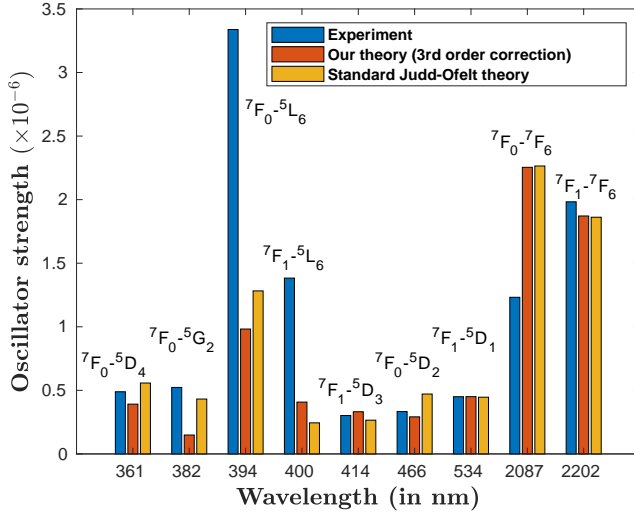 3.5
3
2.5
2
1.5
1
0.5
0
Oscillator strength (×10⁻⁶)
Experiment
Our theory (3rd order correction)
Standard Judd-Ofelt theory
⁷F₀-⁵L₆
⁷F₀-⁷F₆
⁷F₁-⁷F₆
⁷F₁-⁵L₆
⁷F₀-⁵D₄
⁷F₀-⁵G₂
⁷F₁-⁵D₃
⁷F₀-⁵D₂
⁷F₁-⁵D₁
361 382 394 400 414 466 534 2087 2202
Wavelength (in nm)